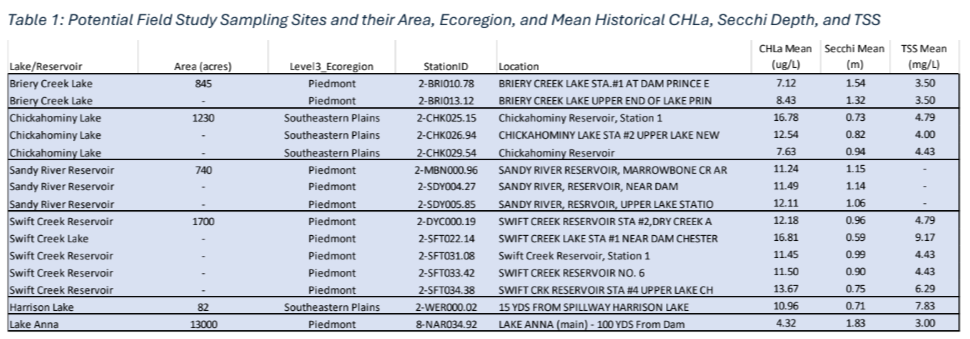 Table 1: Potential Field Study Sampling Sites and their Area, Ecoregion, and Mean Historical CHLa, Secchi Depth, and TSS
CHLa Mean Secchi Mean TSS Mean
Lake/Reservoir Area (acres) Level3_Ecoregion StationID Location (ug/L) (m) (mg/L)
Briery Creek Lake 845 Piedmont 2-BRI010.78 BRIERY CREEK LAKE STA.#1 AT DAM PRINCE E 7.12 1.54 3.50
Briery Creek Lake - Piedmont 2-BRI013.12 BRIERY CREEK LAKE UPPER END OF LAKE PRIN 8.43 1.32 3.50
Chickahominy Lake 1230 Southeastern Plains 2-CHK025.15 Chickahominy Reservoir, Station 1 16.78 0.73 4.79
Chickahominy Lake - Southeastern Plains 2-CHK026.94 CHICKAHOMINY LAKE STA #2 UPPER LAKE NEW 12.54 0.82 4.00
Chickahominy Lake - Southeastern Plains 2-CHK029.54 Chickahominy Reservoir 7.63 0.94 4.43
Sandy River Reservoir 740 Piedmont 2-MBN000.96 SANDY RIVER RESERVOIR, MARROWBONE CR AR 11.24 1.15 -
Sandy River Reservoir - Piedmont 2-SDY004.27 SANDY RIVER, RESERVOIR, NEAR DAM 11.49 1.14 -
Sandy River Reservoir - Piedmont 2-SDY005.85 SANDY RIVER, RESRVOIR, UPPER LAKE STATIO 12.11 1.06 -
Swift Creek Reservoir 1700 Piedmont 2-DYC000.19 SWIFT CREEK RESERVOIR STA #2,DRY CREEK A 12.18 0.96 4.79
Swift Creek Lake - Piedmont 2-SFT022.14 SWIFT CREEK LAKE STA #1 NEAR DAM CHESTER 16.81 0.59 9.17
Swift Creek Reservoir - Piedmont 2-SFT031.08 Swift Creek Reservoir, Station 1 11.45 0.99 4.43
Swift Creek Reservoir - Piedmont 2-SFT033.42 SWIFT CREEK RESERVOIR NO. 6 11.50 0.90 4.43
Swift Creek Reservoir - Piedmont 2-SFT034.38 SWIFT CRK RESERVOIR STA #4 UPPER LAKE CH 13.67 0.75 6.29
Harrison Lake 82 Southeastern Plains 2-WER000.02 15 YDS FROM SPILLWAY HARRISON LAKE 10.96 0.71 7.83
Lake Anna 13000 Piedmont 8-NAR034.92 LAKE ANNA (main) - 100 YDS From Dam 4.32 1.83 3.00